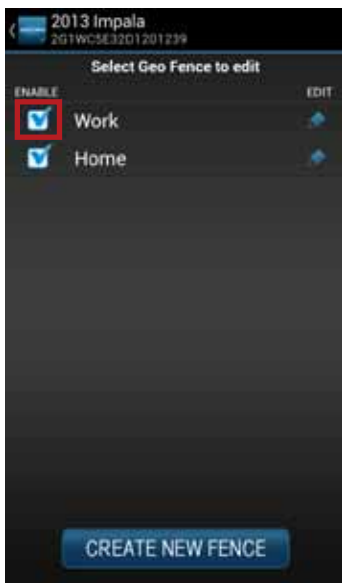 2013 Impala
2G1WC5E32D1201239
Select Geo Fence to edit
ENABLE EDIT
Work
Home
CREATE NEW FENCE